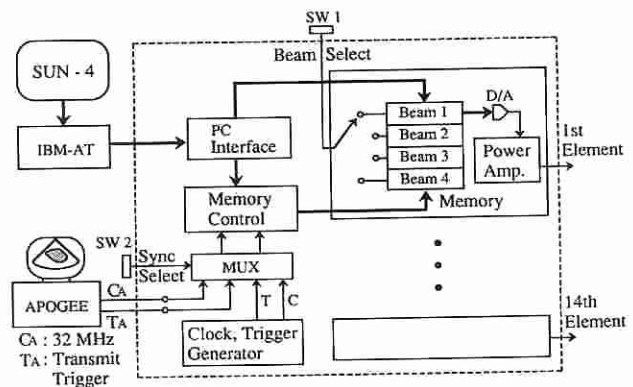 SW 1
Beam Select
SUN - 4
IBM-AT
PC
Interface
Memory
Control
Beam 1
Beam 2
Beam 3
Beam 4
Memory
D/A
Power
Amp.
1st
Element
SW 2
Sync
Select
MUX
APOGEE
CA
TA
T
C
CA : 32 MHz
TA : Transmit
Trigger
Clock, Trigger
Generator
14th
Element